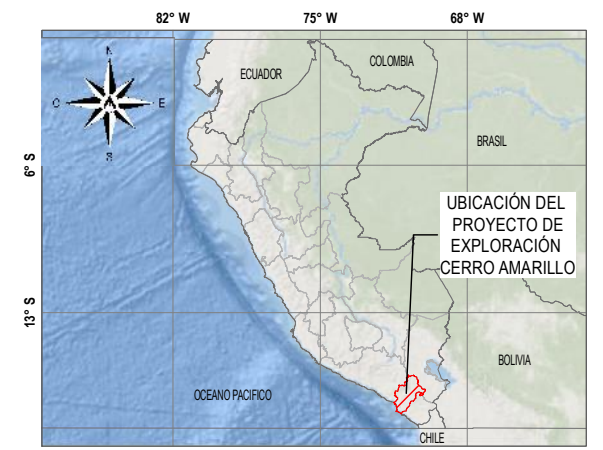 82° W
75° W
68° W
N
O
E
S
ECUADOR
COLOMBIA
BRASIL
6° S
UBICACIÓN DEL
PROYECTO DE
EXPLORACIÓN
CERRO AMARILLO
13° S
BOLIVIA
OCEANO PACIFICO
CHILE